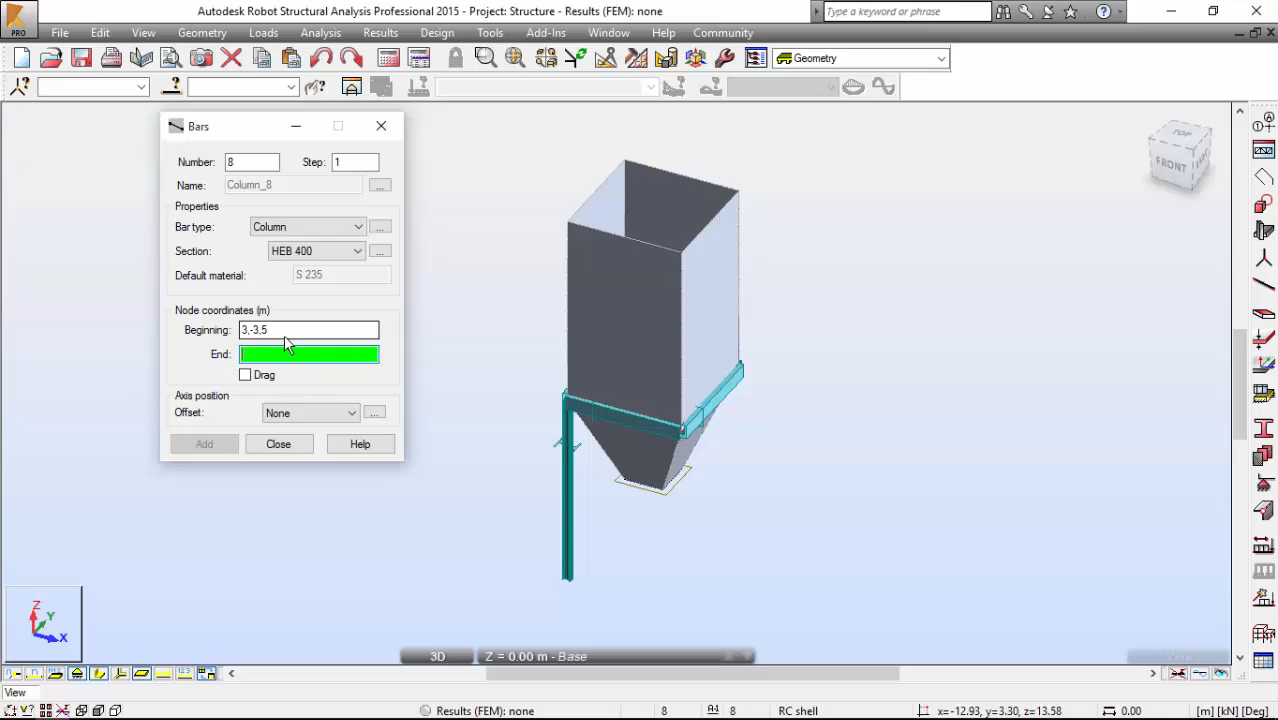 Autodesk Robot Structural Analysis Professional 2015 - Project: Structure - Results (FEM): none
Type a keyword or phrase
PRO
File Edit View Geometry Loads Analysis Results Design Tools Add-Ins Window Help Community
Geometry
Bars
Number: 8 Step: 1
Name: Column_8 ...
Properties
Bar type: Column ...
Section: HEB 400 ...
Default material: S 235
Node coordinates (m)
Beginning: 3,-3,5
End:
Drag
Axis position
Offset: None ...
Add Close Help
TOP
FRONT
Z
Y
X
3D Z = 0.00 m - Base
View
Results (FEM): none 8 8 RC shell x=-12.93, y=3.30, z=13.58 0.00 [m] [kN] [Deg]